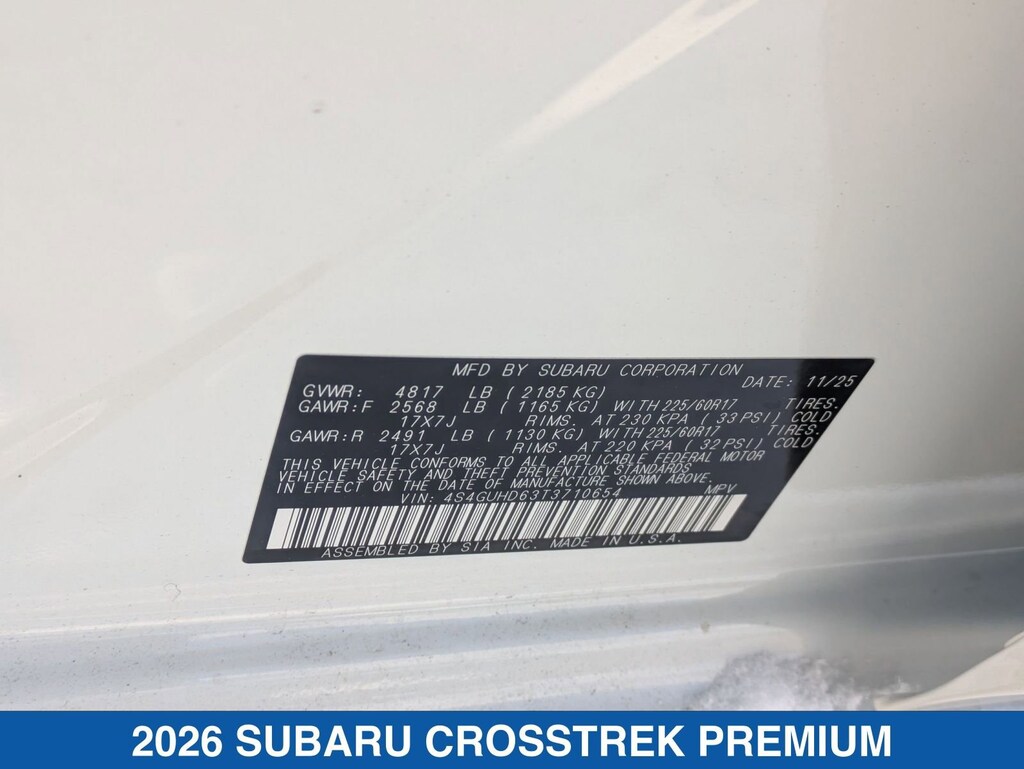 MFD BY SUBARU CORPORATION
DATE: 11/25
GVWR: 4817 LB (2185 KG)
GAWR:F 2568 LB (1165 KG) WITH 225/60R17 TIRES.
17X7J RIMS. AT 230 KPA (33 PSI) COLD
GAWR:R 2491 LB (1130 KG) WITH 225/60R17 TIRES.
17X7J RIMS. AT 220 KPA (32 PSI) COLD.
THIS VEHICLE CONFORMS TO ALL APPLICABLE FEDERAL MOTOR
VEHICLE SAFETY AND THEFT PREVENTION STANDARDS
IN EFFECT ON THE DATE OF MANUFACTURE SHOWN ABOVE.
VIN: 4S4GUHD63T3710654 MPV
ASSEMBLED BY SIA INC. MADE IN U.S.A.
2026 SUBARU CROSSTREK PREMIUM